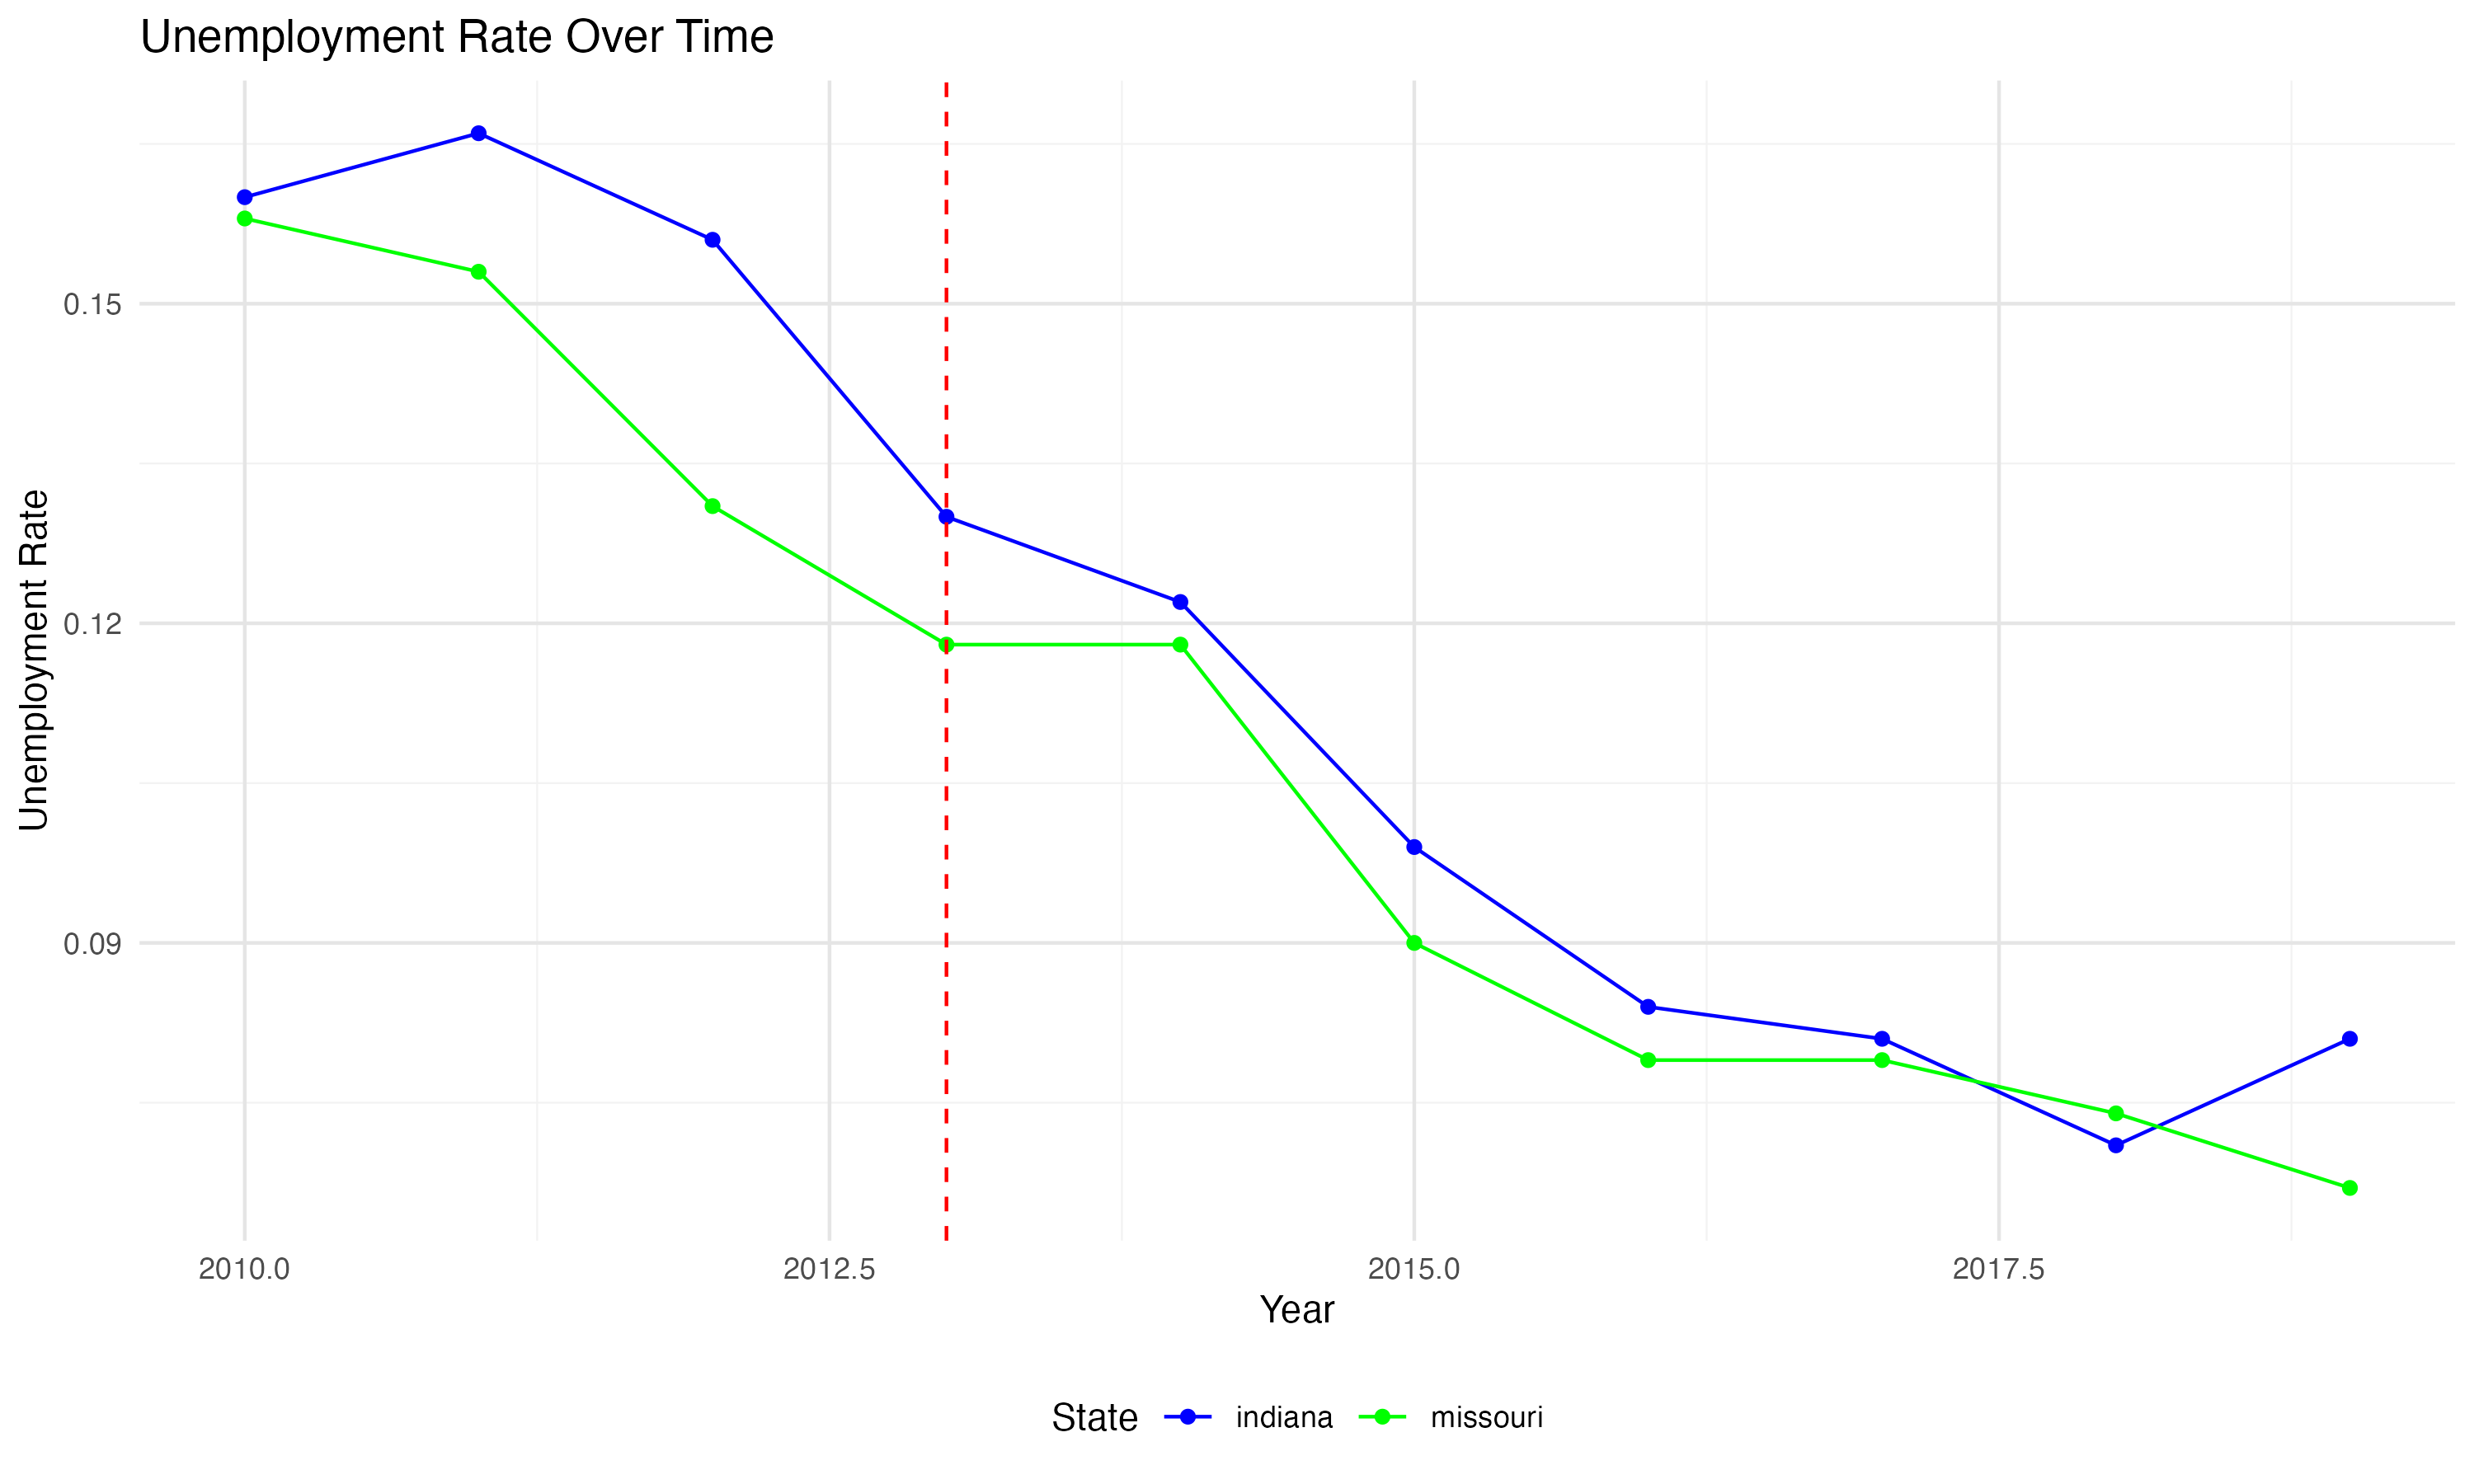 Unemployment Rate Over Time
Unemployment Rate
0.15
0.12
0.09
2010.0 2012.5 2015.0 2017.5
Year
State indiana missouri